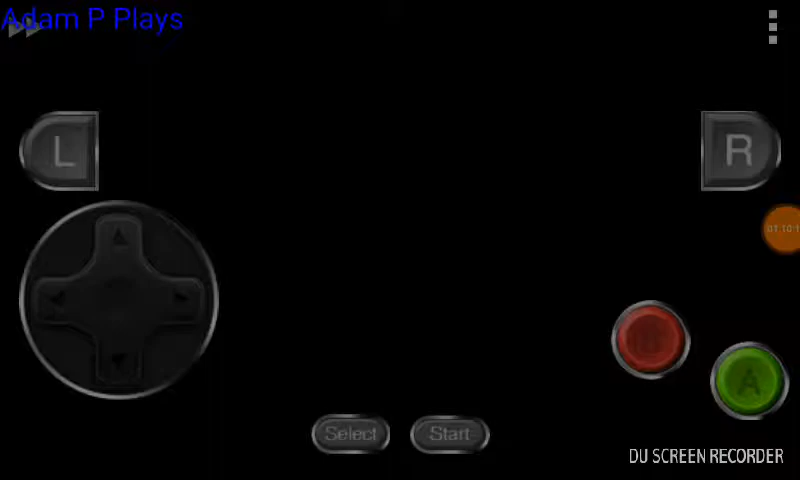 Adam P Plays
L
R
A
Select
Start
DU SCREEN RECORDER